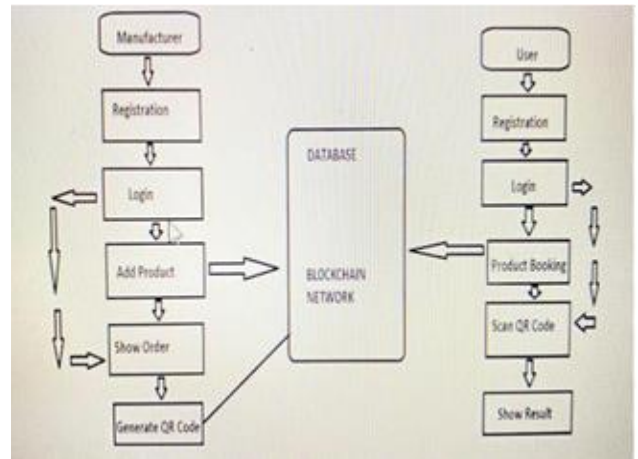 Manufacturer
Registration
Login
Add Product
Show Order
Generate QR Code
DATABASE
BLOCKCHAIN
NETWORK
User
Registration
Login
Product Booking
Scan QR Code
Show Result